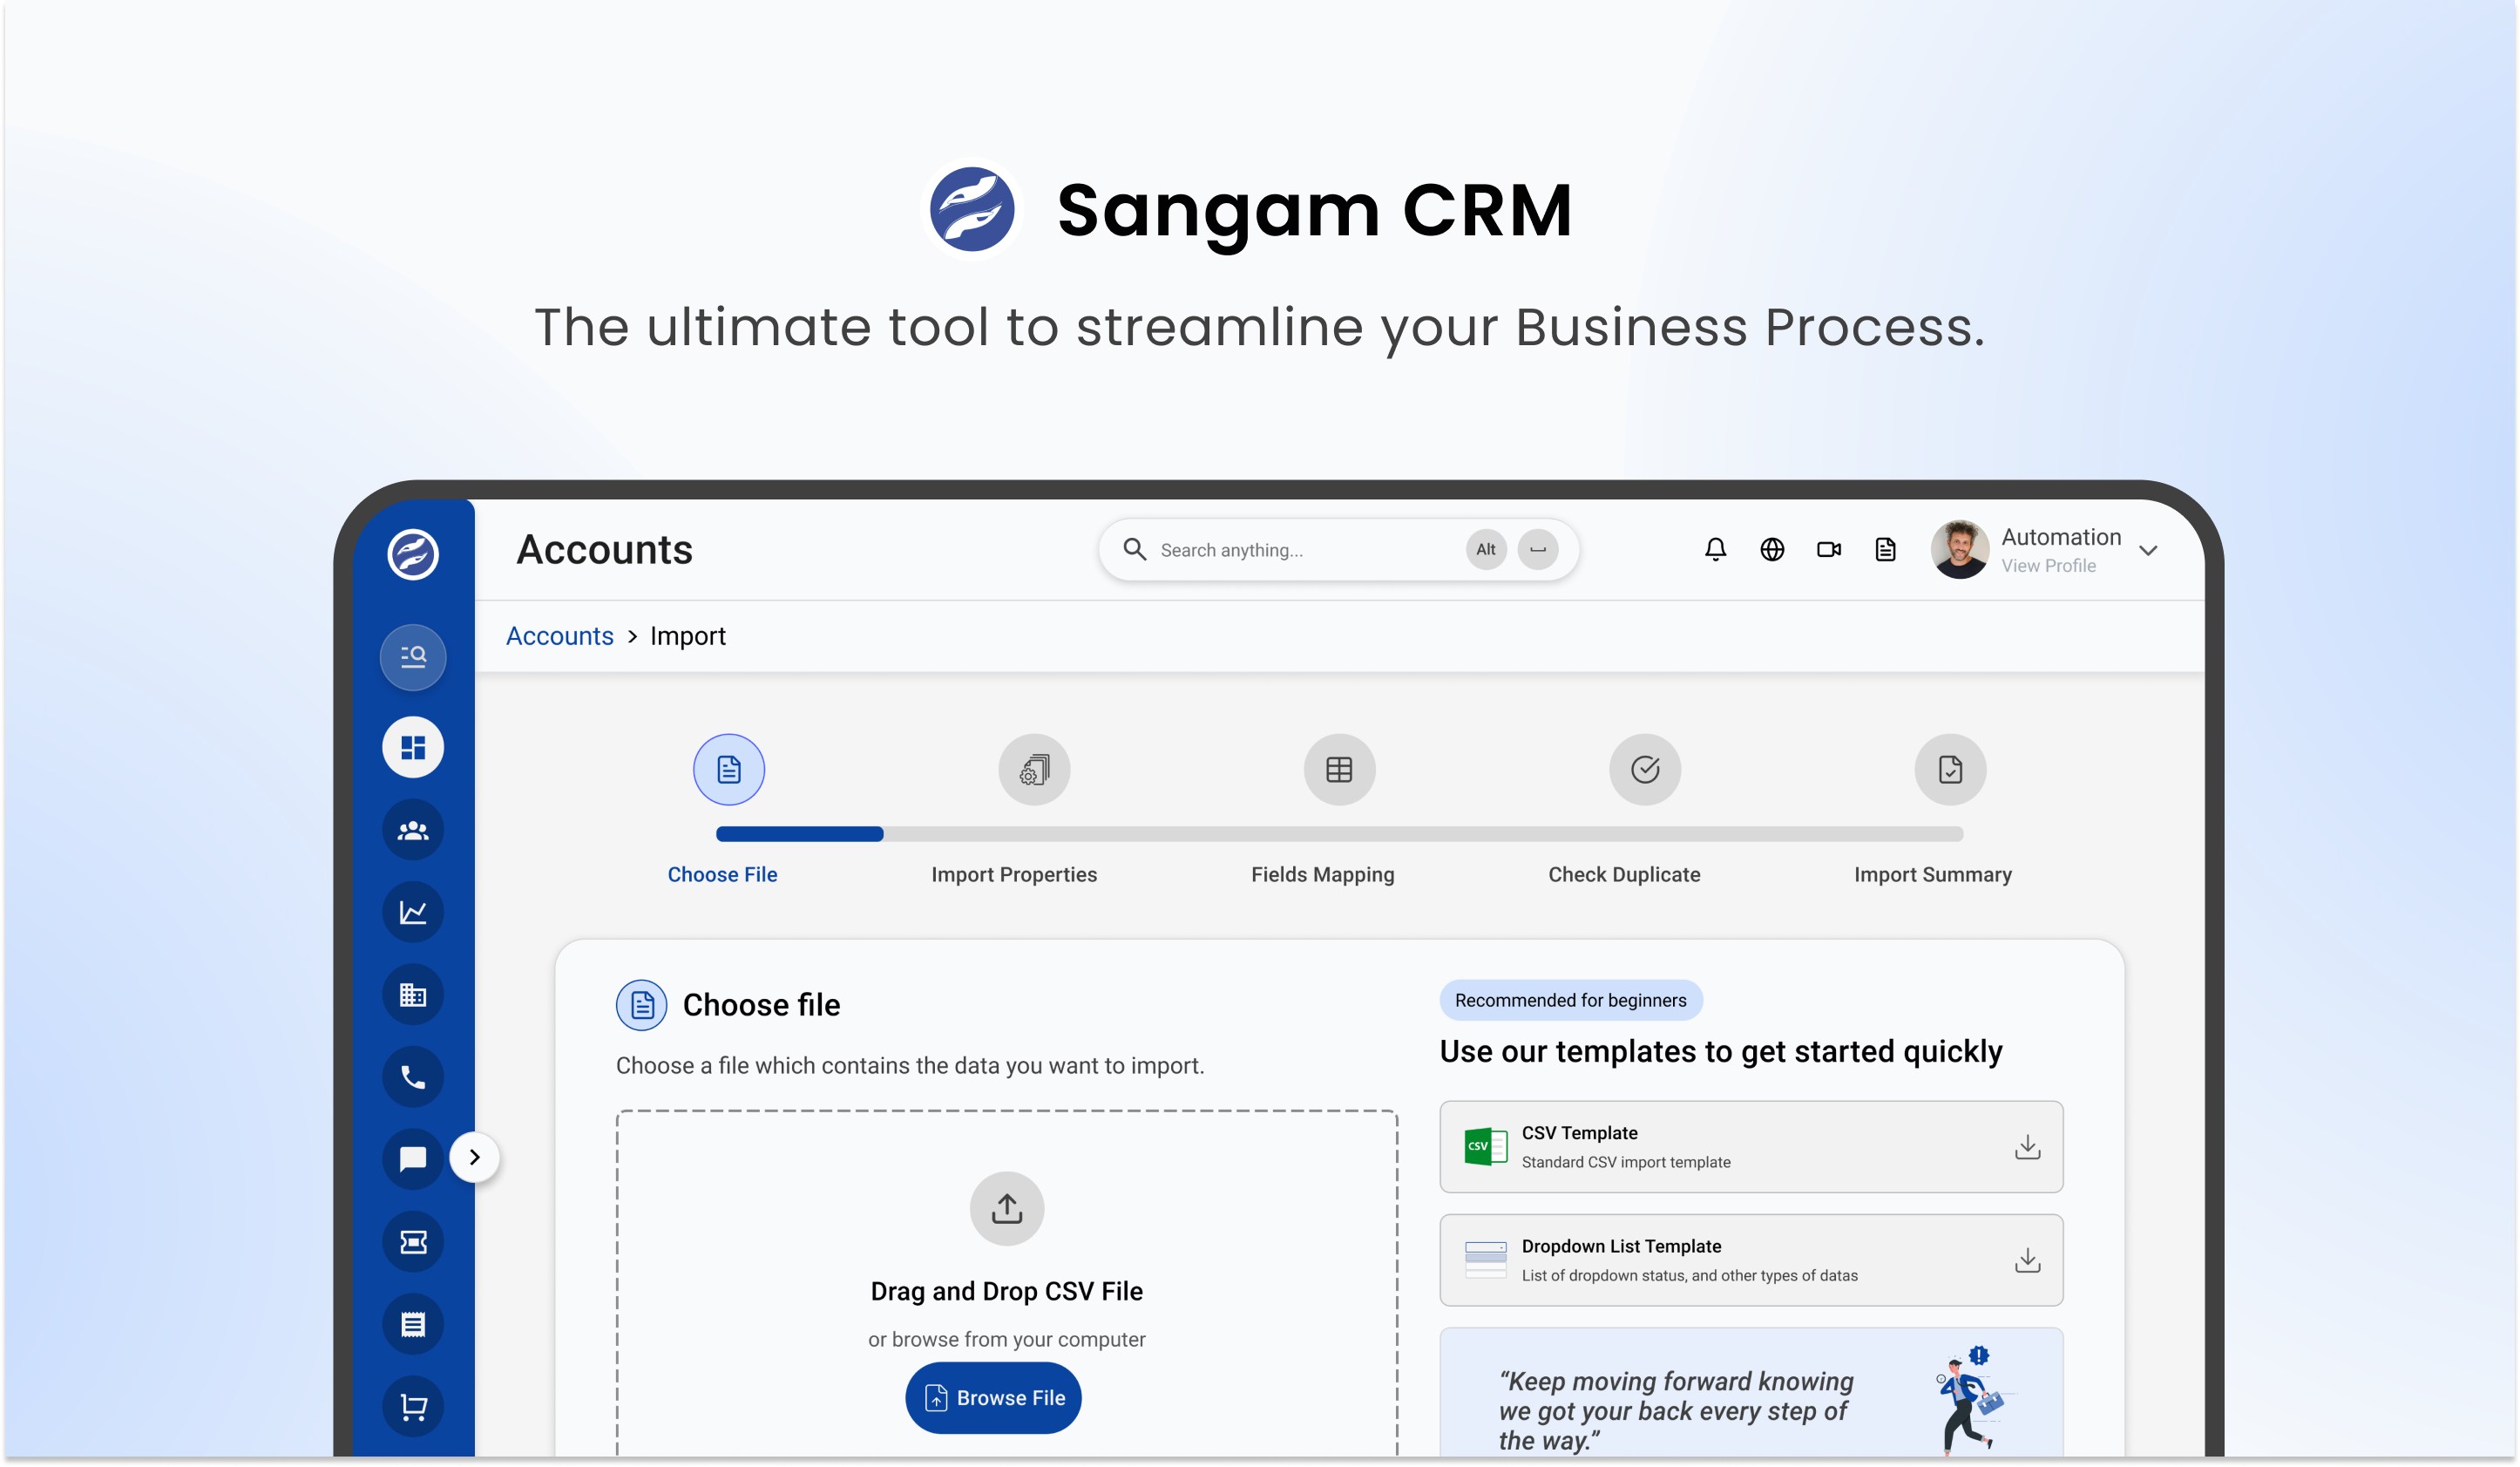 Sangam CRM
The ultimate tool to streamline your Business Process.
Accounts
Search anything...
Alt
Automation
View Profile
Accounts > Import
Choose File
Import Properties
Fields Mapping
Check Duplicate
Import Summary
Choose file
Choose a file which contains the data you want to import.
Drag and Drop CSV File
or browse from your computer
Browse File
Recommended for beginners
Use our templates to get started quickly
CSV
CSV Template
Standard CSV import template
Dropdown List Template
List of dropdown status, and other types of datas
“Keep moving forward knowing
we got your back every step of
the way.”